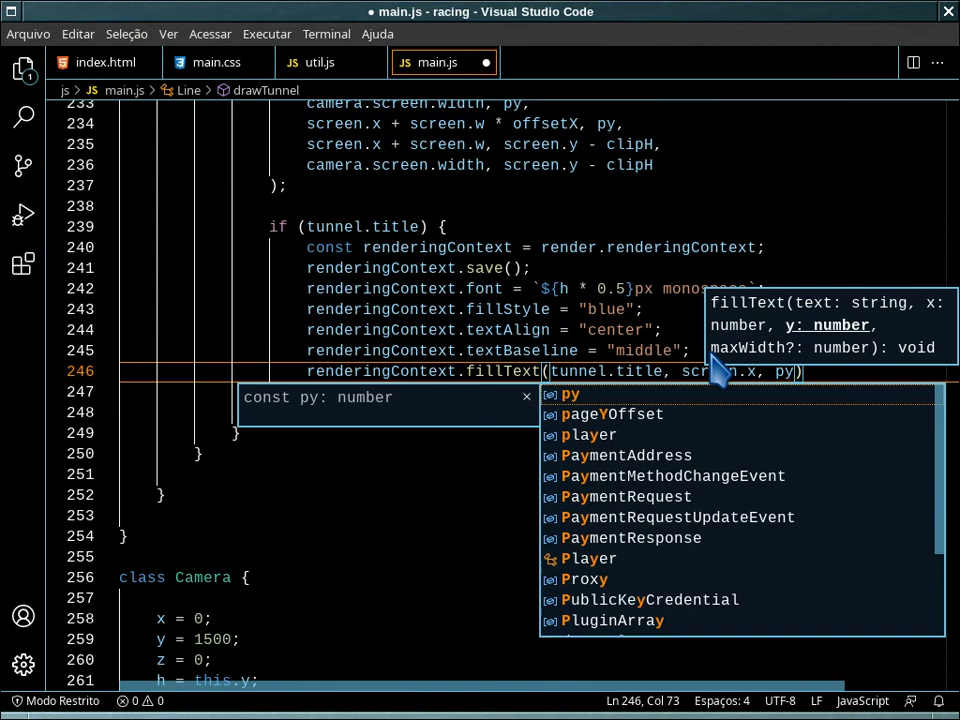 ● main.js - racing - Visual Studio Code
Arquivo Editar Seleção Ver Acessar Executar Terminal Ajuda
index.html main.css JS util.js JS main.js ●
js > JS main.js > Line > drawTunnel
1
233 camera.screen.width, py,
234 screen.x + screen.w * offsetX, py,
235 screen.x + screen.w, screen.y - clipH,
236 camera.screen.width, screen.y - clipH
237 );
238
239 if (tunnel.title) {
240 const renderingContext = render.renderingContext;
241 renderingContext.save();
242 renderingContext.font = `${h * 0.5}px monospace`;
243 renderingContext.fillStyle = "blue";
244 renderingContext.textAlign = "center";
245 renderingContext.textBaseline = "middle";
246 renderingContext.fillText(tunnel.title, screen.x, py)
fillText(text: string, x:
number, y: number,
maxWidth?: number): void
const py: number ×
py
pageYOffset
player
PaymentAddress
PaymentMethodChangeEvent
PaymentRequest
PaymentRequestUpdateEvent
PaymentResponse
Player
Proxy
PublicKeyCredential
PluginArray
247
248
249 }
250 }
251
252 }
253
254 }
255
256 class Camera {
257
258 x = 0;
259 y = 1500;
260 z = 0;
261 h = this.y;
Modo Restrito 0 0 Ln 246, Col 73 Espaços: 4 UTF-8 LF JavaScript